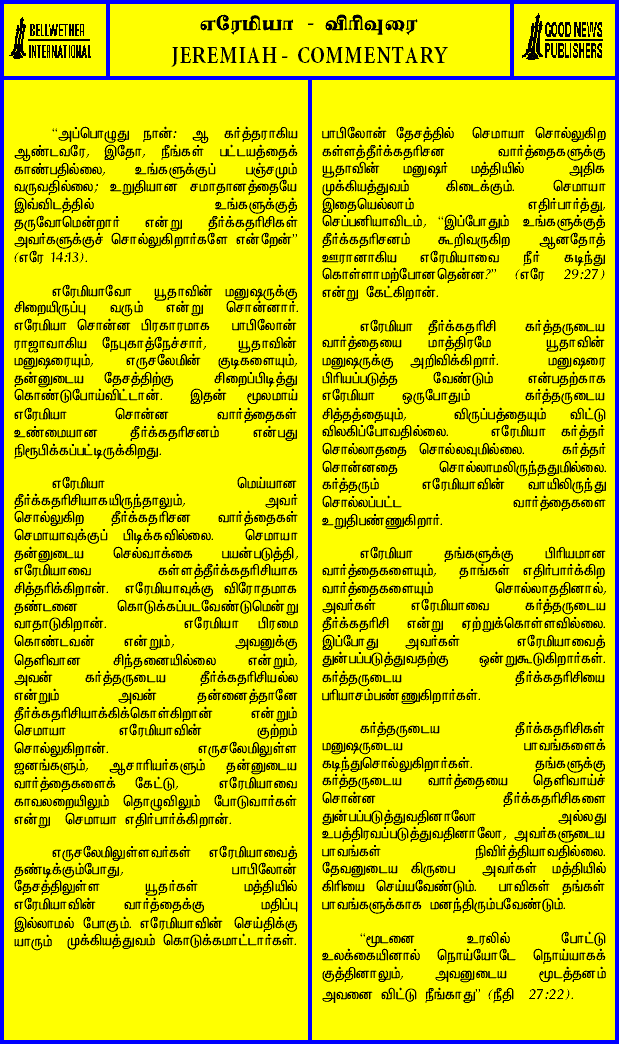 BELLWETHER
INTERNATIONAL
எரேமியா - விரிவுரை
JEREMIAH - COMMENTARY
GOOD NEWS
PUBLISHERS
“அப்பொழுது நான்: ஆ கர்த்தராகிய
ஆண்டவரே, இதோ, நீங்கள் பட்டயத்தைக்
காண்பதில்லை, உங்களுக்குப் பஞ்சமும்
வருவதில்லை; உறுதியான சமாதானத்தையே
இவ்விடத்தில் உங்களுக்குத்
தருவோமென்றார் என்று தீர்க்கதரிசிகள்
அவர்களுக்குச் சொல்லுகிறார்களே என்றேன்”
(எரே 14:13).
எரேமியாவோ யூதாவின் மனுஷருக்கு
சிறையிருப்பு வரும் என்று சொன்னார்.
எரேமியா சொன்ன பிரகாரமாக பாபிலோன்
ராஜாவாகிய நேபுகாத்நேச்சார், யூதாவின்
மனுஷரையும், எருசலேமின் குடிகளையும்,
தன்னுடைய தேசத்திற்கு சிறைப்பிடித்து
கொண்டுபோய்விட்டான். இதன் மூலமாய்
எரேமியா சொன்ன வார்த்தைகள்
உண்மையான தீர்க்கதரிசனம் என்பது
நிரூபிக்கப்பட்டிருக்கிறது.
எரேமியா மெய்யான
தீர்க்கதரிசியாகயிருந்தாலும், அவர்
சொல்லுகிற தீர்க்கதரிசன வார்த்தைகள்
செமாயாவுக்குப் பிடிக்கவில்லை. செமாயா
தன்னுடைய செல்வாக்கை பயன்படுத்தி,
எரேமியாவை கள்ளத்தீர்க்கதரிசியாக
சித்தரிக்கிறான். எரேமியாவுக்கு விரோதமாக
தண்டனை கொடுக்கப்படவேண்டுமென்று
வாதாடுகிறான். எரேமியா பிரமை
கொண்டவன் என்றும், அவனுக்கு
தெளிவான சிந்தனையில்லை என்றும்,
அவன் கர்த்தருடைய தீர்க்கதரிசியல்ல
என்றும் அவன் தன்னைத்தானே
தீர்க்கதரிசியாக்கிக்கொள்கிறான் என்றும்
செமாயா எரேமியாவின் குற்றம்
சொல்லுகிறான். எருசலேமிலுள்ள
ஜனங்களும், ஆசாரியர்களும் தன்னுடைய
வார்த்தைகளைக் கேட்டு, எரேமியாவை
காவலறையிலும் தொழுவிலும் போடுவார்கள்
என்று செமாயா எதிர்பார்க்கிறான்.
எருசலேமிலுள்ளவர்கள் எரேமியாவைத்
தண்டிக்கும்போது, பாபிலோன்
தேசத்திலுள்ள யூதர்கள் மத்தியில்
எரேமியாவின் வார்த்தைக்கு மதிப்பு
இல்லாமல் போகும். எரேமியாவின் செய்திக்கு
யாரும் முக்கியத்துவம் கொடுக்கமாட்டார்கள்.
பாபிலோன் தேசத்தில் செமாயா சொல்லுகிற
கள்ளத்தீர்க்கதரிசன வார்த்தைகளுக்கு
யூதாவின் மனுஷர் மத்தியில் அதிக
முக்கியத்துவம் கிடைக்கும். செமாயா
இதையெல்லாம் எதிர்பார்த்து,
செப்பனியாவிடம், “இப்போதும் உங்களுக்குத்
தீர்க்கதரிசனம் கூறிவருகிற ஆனதோத்
ஊரானாகிய எரேமியாவை நீர் கடிந்து
கொள்ளாமற்போனதென்ன?” (எரே 29:27)
என்று கேட்கிறான்.
எரேமியா தீர்க்கதரிசி கர்த்தருடைய
வார்த்தையை மாத்திரமே யூதாவின்
மனுஷருக்கு அறிவிக்கிறார். மனுஷரை
பிரியப்படுத்த வேண்டும் என்பதற்காக
எரேமியா ஒருபோதும் கர்த்தருடைய
சித்தத்தையும், விருப்பத்தையும் விட்டு
விலகிப்போவதில்லை. எரேமியா கர்த்தர்
சொல்லாததை சொல்லவுமில்லை. கர்த்தர்
சொன்னதை சொல்லாமலிருந்ததுமில்லை.
கர்த்தரும் எரேமியாவின் வாயிலிருந்து
சொல்லப்பட்ட வார்த்தைகளை
உறுதிபண்ணுகிறார்.
எரேமியா தங்களுக்கு பிரியமான
வார்த்தைகளையும், தாங்கள் எதிர்பார்க்கிற
வார்த்தைகளையும் சொல்லாததினால்,
அவர்கள் எரேமியாவை கர்த்தருடைய
தீர்க்கதரிசி என்று ஏற்றுக்கொள்ளவில்லை.
இப்போது அவர்கள் எரேமியாவைத்
துன்பப்படுத்துவதற்கு ஒன்றுகூடுகிறார்கள்.
கர்த்தருடைய தீர்க்கதரிசியை
பரியாசம்பண்ணுகிறார்கள்.
கர்த்தருடைய தீர்க்கதரிசிகள்
மனுஷருடைய பாவங்களைக்
கடிந்துசொல்லுகிறார்கள். தங்களுக்கு
கர்த்தருடைய வார்த்தையை தெளிவாய்ச்
சொன்ன தீர்க்கதரிசிகளை
துன்பப்படுத்துவதினாலோ அல்லது
உபத்திரவப்படுத்துவதினாலோ, அவர்களுடைய
பாவங்கள் நிவிர்த்தியாவதில்லை.
தேவனுடைய கிருபை அவர்கள் மத்தியில்
கிரியை செய்யவேண்டும். பாவிகள் தங்கள்
பாவங்களுக்காக மனந்திரும்பவேண்டும்.
“மூடனை உரலில் போட்டு
உலக்கையினால் நொய்யோடே நொய்யாகக்
குத்தினாலும், அவனுடைய மூடத்தனம்
அவனை விட்டு நீங்காது” (நீதி 27:22).